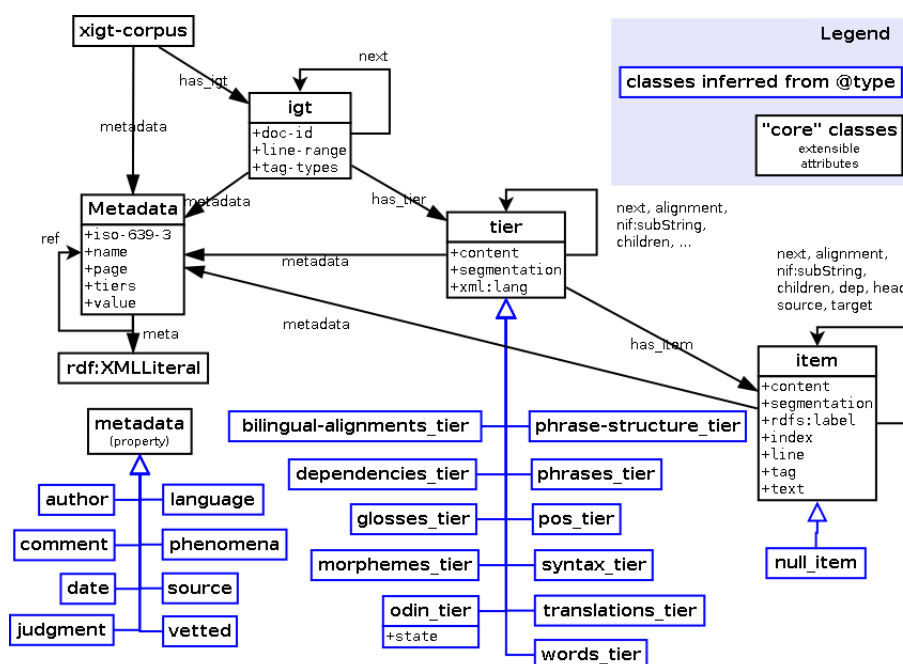 xigt-corpus
Legend
classes inferred from @type
"core" classes
extensible
attributes
next
has_igt
igt
+doc-id
+line-range
+tag-types
metadata
metadata
has_tier
Metadata
+iso-639-3
+name
+page
+tiers
+value
ref
meta
rdf:XMLLiteral
tier
+content
+segmentation
+xml:lang
metadata
metadata
next, alignment,
nif:subString,
children, ...
next, alignment,
nif:subString,
children, dep, head
source, target
has_item
item
+content
+segmentation
+rdfs:label
+index
+line
+tag
+text
null_item
metadata
(property)
author
language
comment
phenomena
date
source
judgment
vetted
bilingual-alignments_tier
phrase-structure_tier
dependencies_tier
phrases_tier
glosses_tier
pos_tier
morphemes_tier
syntax_tier
odin_tier
+state
translations_tier
words_tier